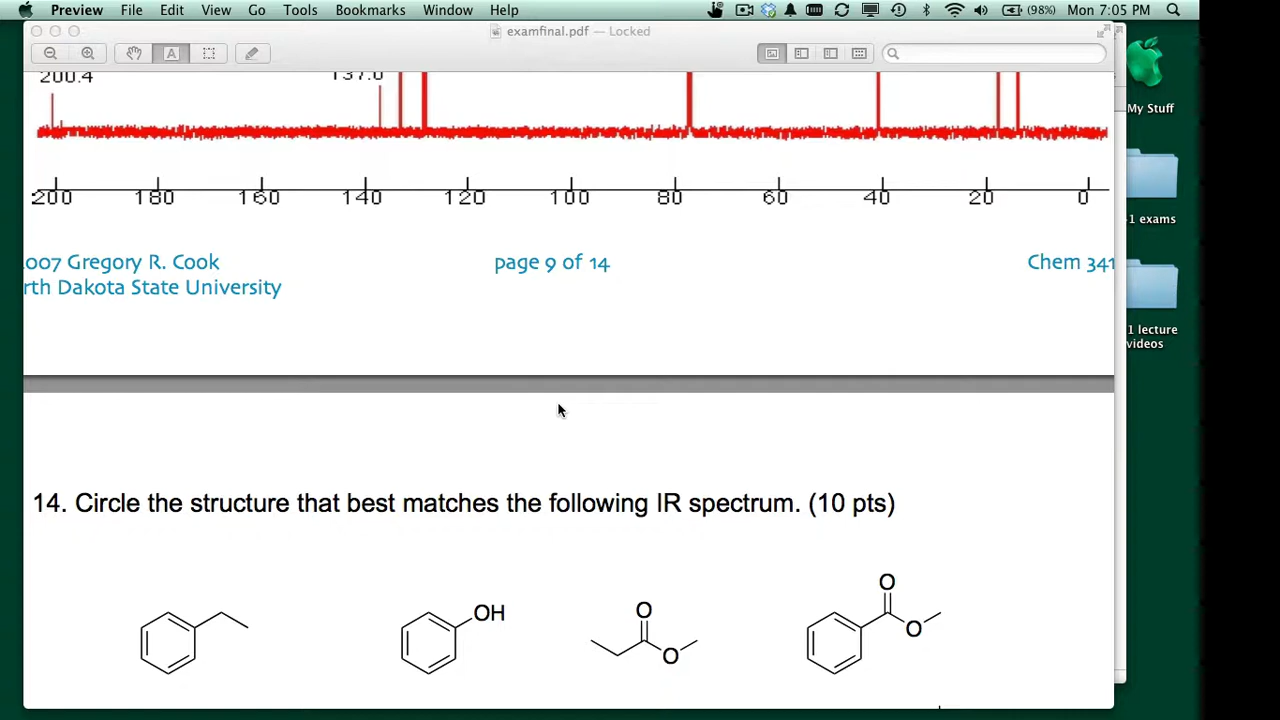 Preview File Edit View Go Tools Bookmarks Window Help (98%) Mon 7:05 PM
examfinal.pdf — Locked
My Stuff
1 exams
1 lecture
videos
200.4 137.0
200 180 160 140 120 100 80 60 40 20 0
007 Gregory R. Cook page 9 of 14 Chem 341
rth Dakota State University
14. Circle the structure that best matches the following IR spectrum. (10 pts)
OH O O O O